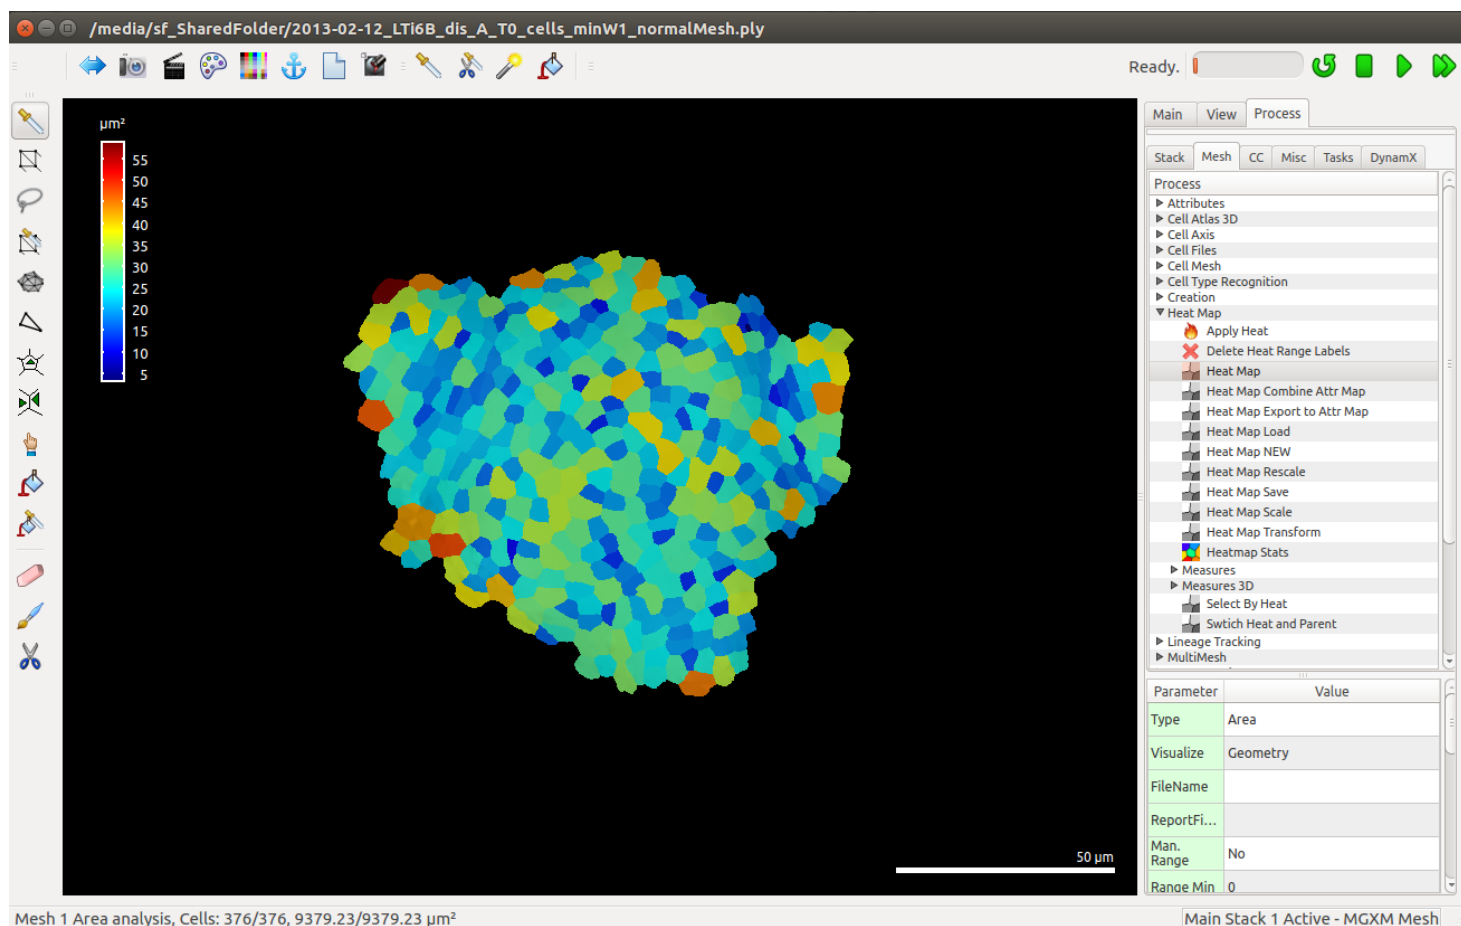 /media/sf_SharedFolder/2013-02-12_LTi6B_dis_A_T0_cells_minW1_normalMesh.ply
Ready.
Main View Process
Stack Mesh CC Misc Tasks DynamX
Process
Attributes
Cell Atlas 3D
Cell Axis
Cell Files
Cell Mesh
Cell Type Recognition
Creation
Heat Map
Apply Heat
Delete Heat Range Labels
Heat Map
Heat Map Combine Attr Map
Heat Map Export to Attr Map
Heat Map Load
Heat Map NEW
Heat Map Rescale
Heat Map Save
Heat Map Scale
Heat Map Transform
Heatmap Stats
Measures
Measures 3D
Select By Heat
Swtich Heat and Parent
Lineage Tracking
MultiMesh
Parameter Value
Type Area
Visualize Geometry
FileName
ReportFi...
Man. Range No
Range Min 0
µm²
55
50
45
40
35
30
25
20
15
10
5
50 µm
Mesh 1 Area analysis, Cells: 376/376, 9379.23/9379.23 µm²
Main Stack 1 Active - MGXM Mesh